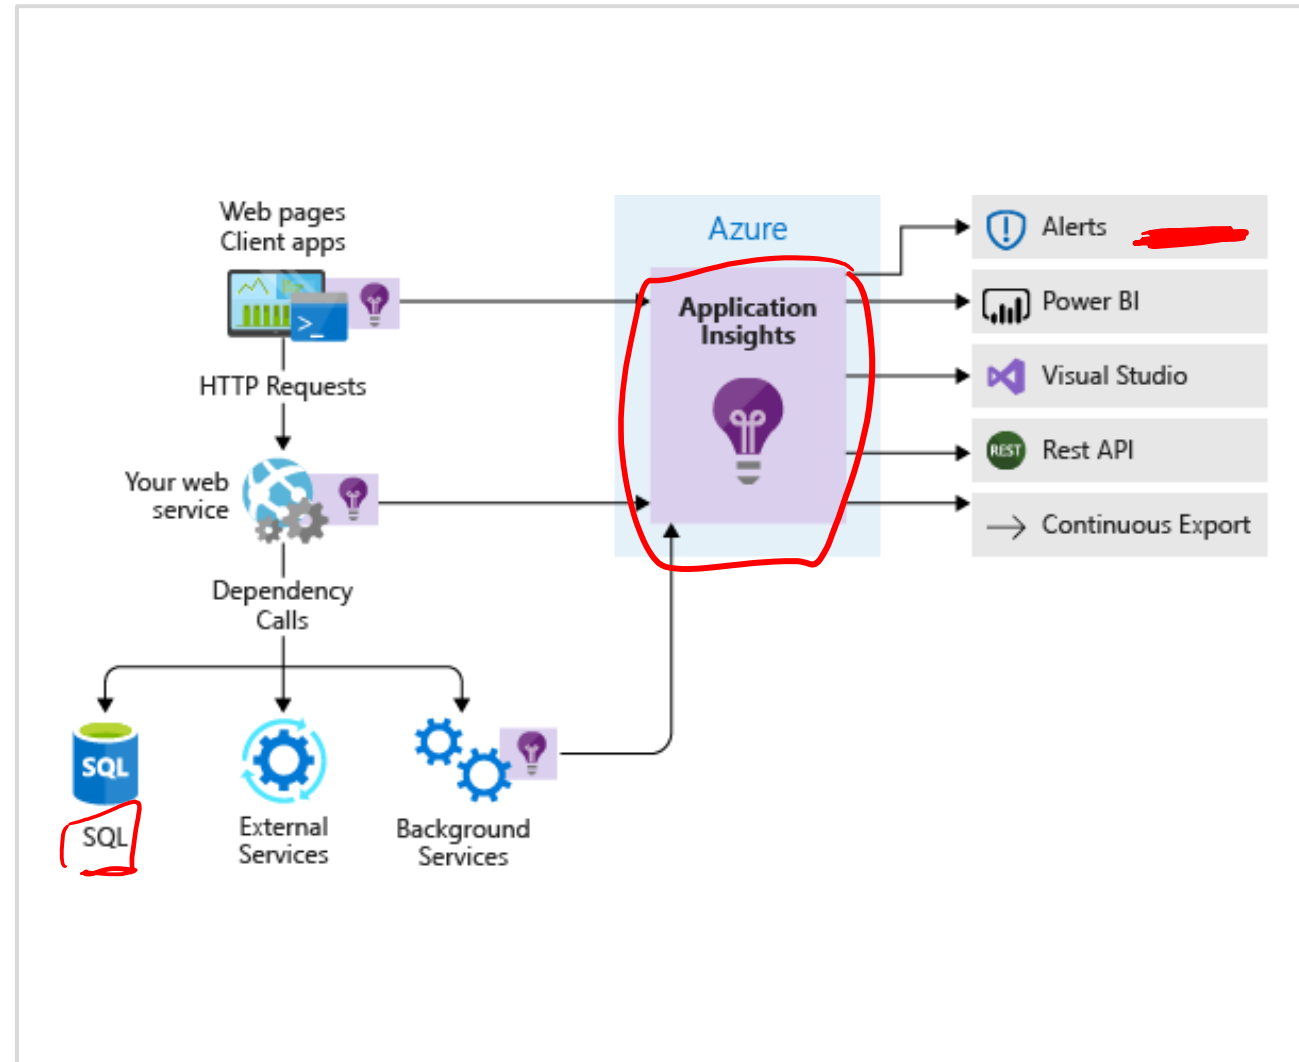 Web pages
Client apps
HTTP Requests
Your web
service
Dependency
Calls
SQL
SQL
External
Services
Background
Services
Azure
Application
Insights
Alerts
Power BI
Visual Studio
REST
Rest API
Continuous Export